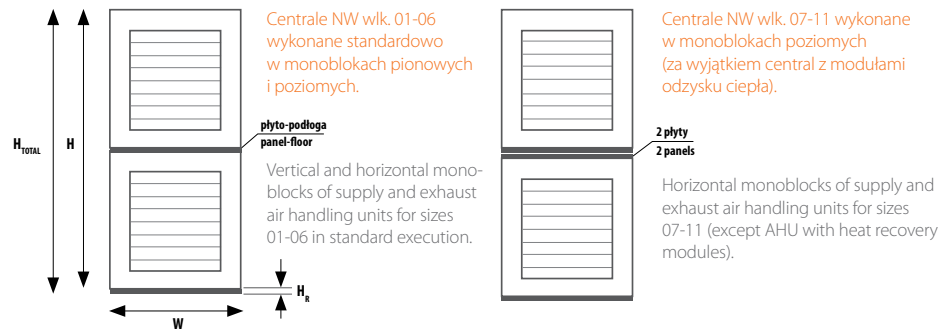 Centrale NW wlk. 01-06
wykonane standardowo
w monoblokach pionowych
i poziomych.
H_TOTAL
H
płyto-podłoga
panel-floor
Vertical and horizontal mono-
blocks of supply and exhaust
air handling units for sizes
01-06 in standard execution.
H_R
W
Centrale NW wlk. 07-11 wykonane
w monoblokach poziomych
(za wyjątkiem central z modułami
odzysku ciepła).
2 płyty
2 panels
Horizontal monoblocks of supply and
exhaust air handling units for sizes
07-11 (except AHU with heat recovery
modules).